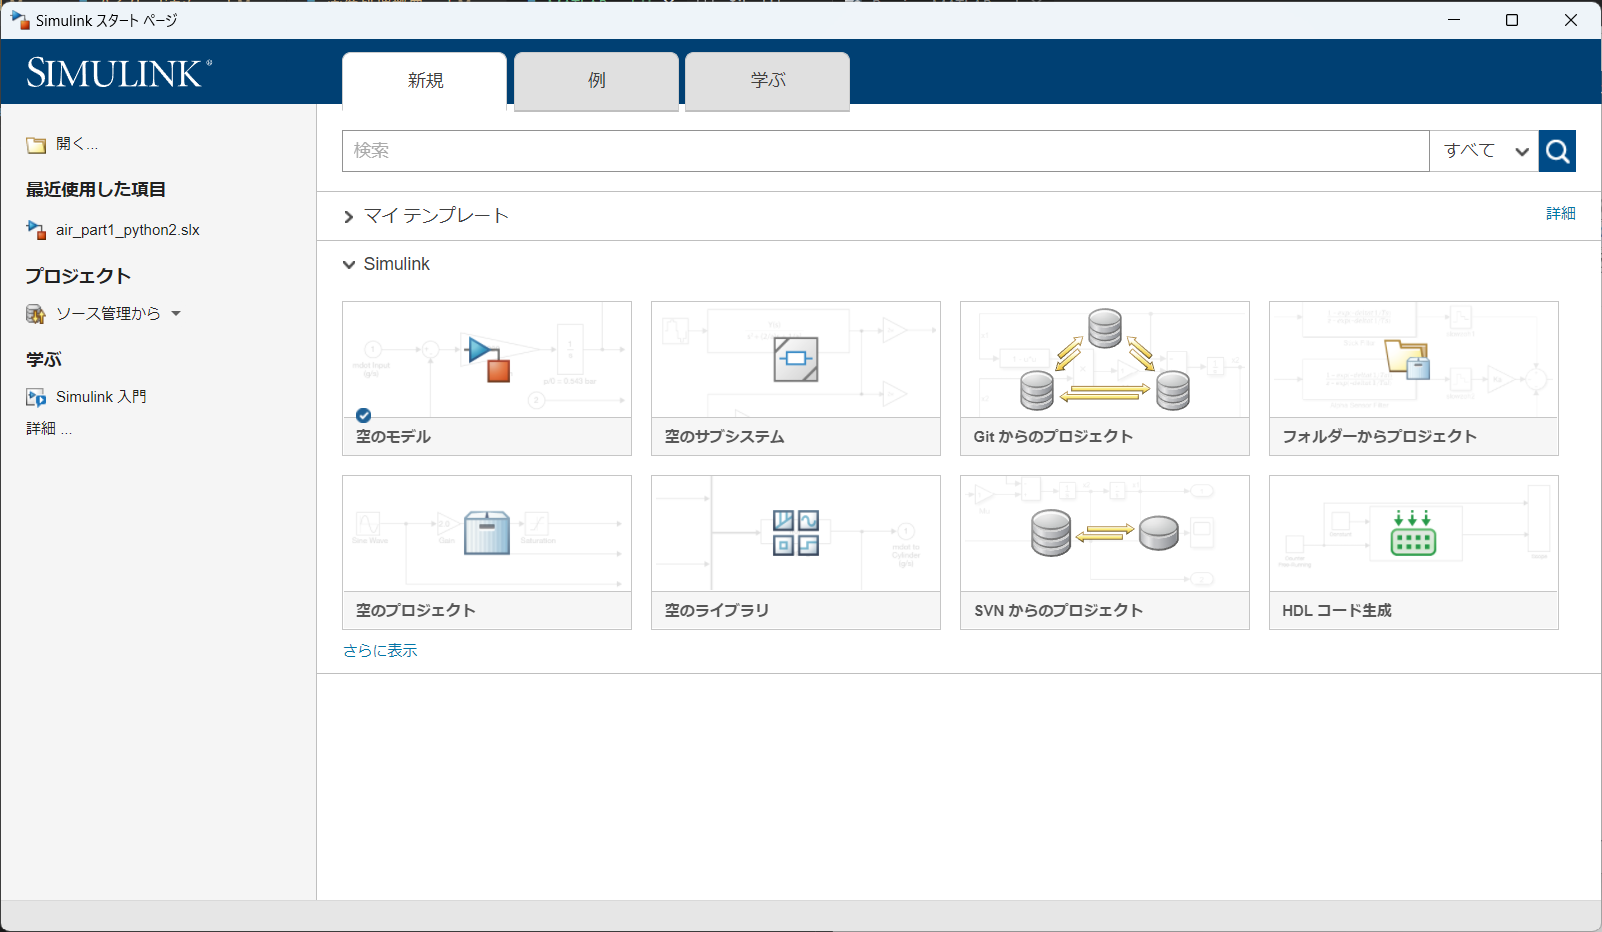 Simulink スタート ページ
SIMULINK®
新規
例
学ぶ
開く...
最近使用した項目
air_part1_python2.slx
プロジェクト
ソース管理から
学ぶ
Simulink 入門
詳細 ...
検索
すべて
マイ テンプレート
詳細
Simulink
空のモデル
空のサブシステム
Git からのプロジェクト
フォルダーからプロジェクト
空のプロジェクト
空のライブラリ
SVN からのプロジェクト
HDL コード生成
さらに表示